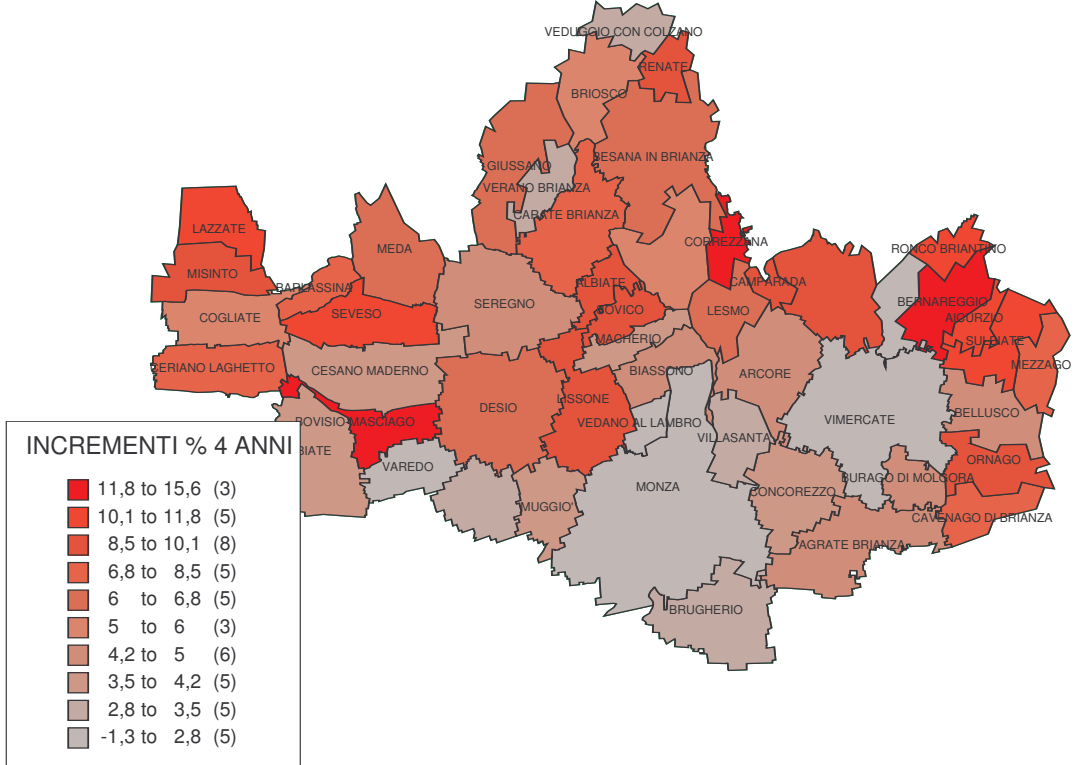 VEDUGGIO CON COLZANO
RENATE
BRIOSCO
BESANA IN BRIANZA
GIUSSANO
VERANO BRIANZA
CARATE BRIANZA
LAZZATE
CORREZZANA
RONCO BRIANTINO
MEDA
MISINTO
BARLASSINA
ALBIATE
CAMPARADA
SEREGNO
BERNAREGGIO
SOVICO
LESMO
COGLIATE
SEVESO
AICURZIO
MACHERIO
SULBIATE
CERIANO LAGHETTO
CESANO MADERNO
BIASSONO
ARCORE
MEZZAGO
LISSONE
DESIO
BELLUSCO
BOVISIO-MASCIAGO
VEDANO AL LAMBRO
VIMERCATE
VILLASANTA
BIATE
ORNAGO
VAREDO
BURAGO DI MOLGORA
MONZA
CONCOREZZO
MUGGIO'
CAVENAGO DI BRIANZA
AGRATE BRIANZA
BRUGHERIO
INCREMENTI % 4 ANNI
11,8 to 15,6 (3)
10,1 to 11,8 (5)
8,5 to 10,1 (8)
6,8 to 8,5 (5)
6 to 6,8 (5)
5 to 6 (3)
4,2 to 5 (6)
3,5 to 4,2 (5)
2,8 to 3,5 (5)
-1,3 to 2,8 (5)